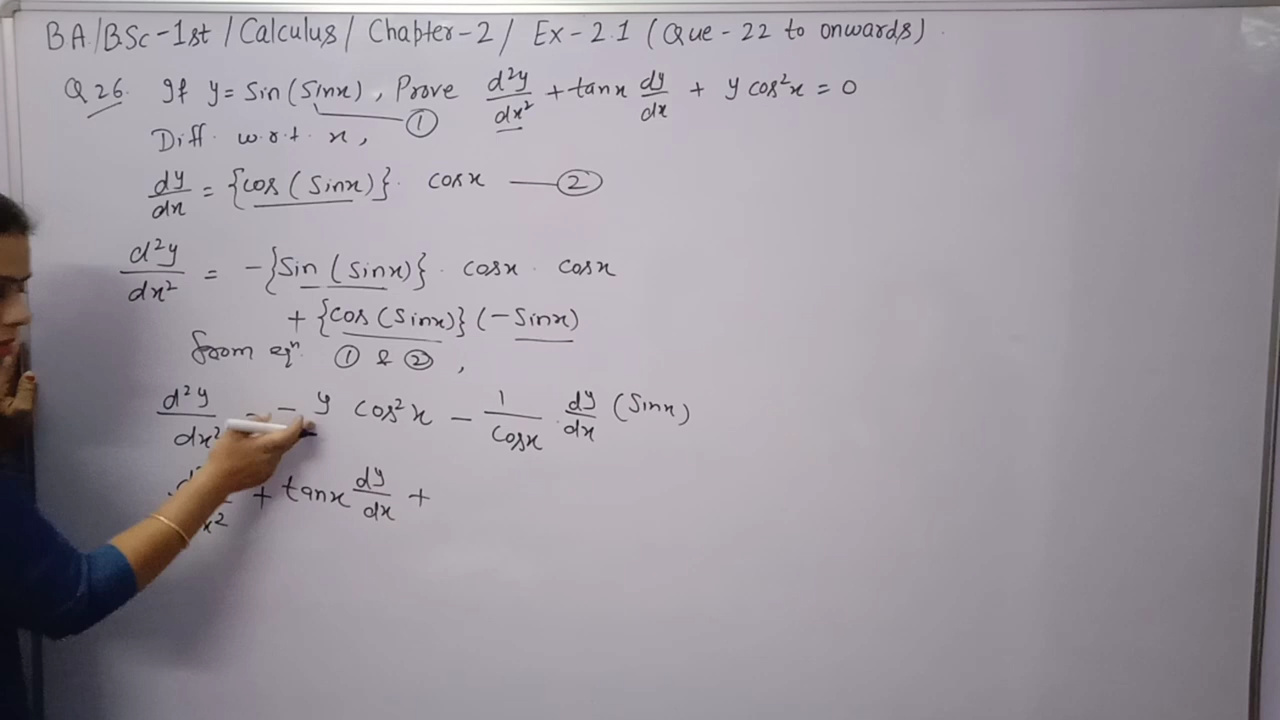 BA/BSc-1st / Calculus / Chapter-2 / Ex-2.1 (Que-22 to onwards).
Q 26. If y = Sin (Sinx), Prove d²y/dx² + tanx dy/dx + y cos²x = 0
①
Diff. w.r.t. x,
dy/dx = {cos (Sinx)}. cosx — ②
d²y/dx² = -{Sin (Sinx)} . cosx . cosx
+ {cos (Sinx)} (-Sinx)
from eqⁿ. ① & ②,
d²y/dx² = - y cos²x - 1/cosx . dy/dx (Sinx)
+ tanx dy/dx +